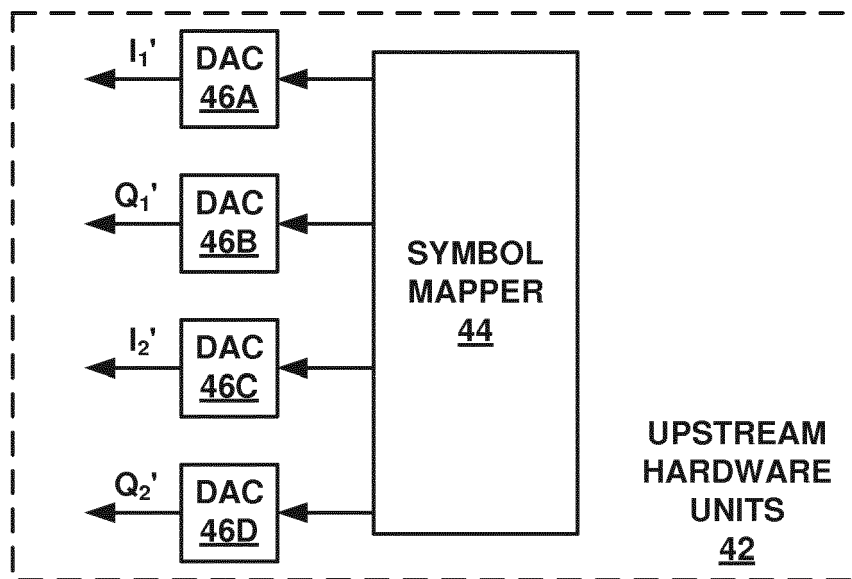 I₁'
DAC
46A
Q₁'
DAC
46B
SYMBOL
MAPPER
44
I₂'
DAC
46C
Q₂'
DAC
46D
UPSTREAM
HARDWARE
UNITS
42